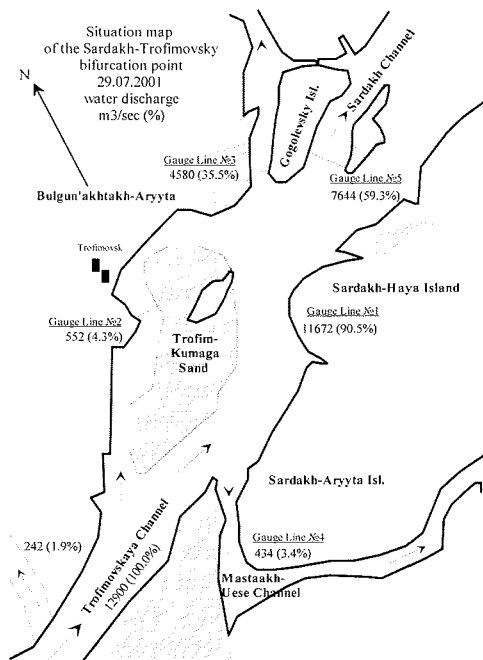 Situation map
of the Sardakh-Trofimovsky
bifurcation point
29.07.2001
water discharge
m3/sec (%)
N
Gogolevsky Isl.
Sardakh Channel
Gauge Line №3
4580 (35.5%)
Gauge Line №5
7644 (59.3%)
Bulgun'akhtakh-Aryyta
Trofimovsk
Sardakh-Haya Island
Gauge Line №1
11672 (90.5%)
Gauge Line №2
552 (4.3%)
Trofim-
Kumaga
Sand
Sardakh-Aryyta Isl.
Gauge Line №4
434 (3.4%)
242 (1.9%)
Trofimovskaya Channel
12900 (100.0%)
Mastaakh-
Uese Channel